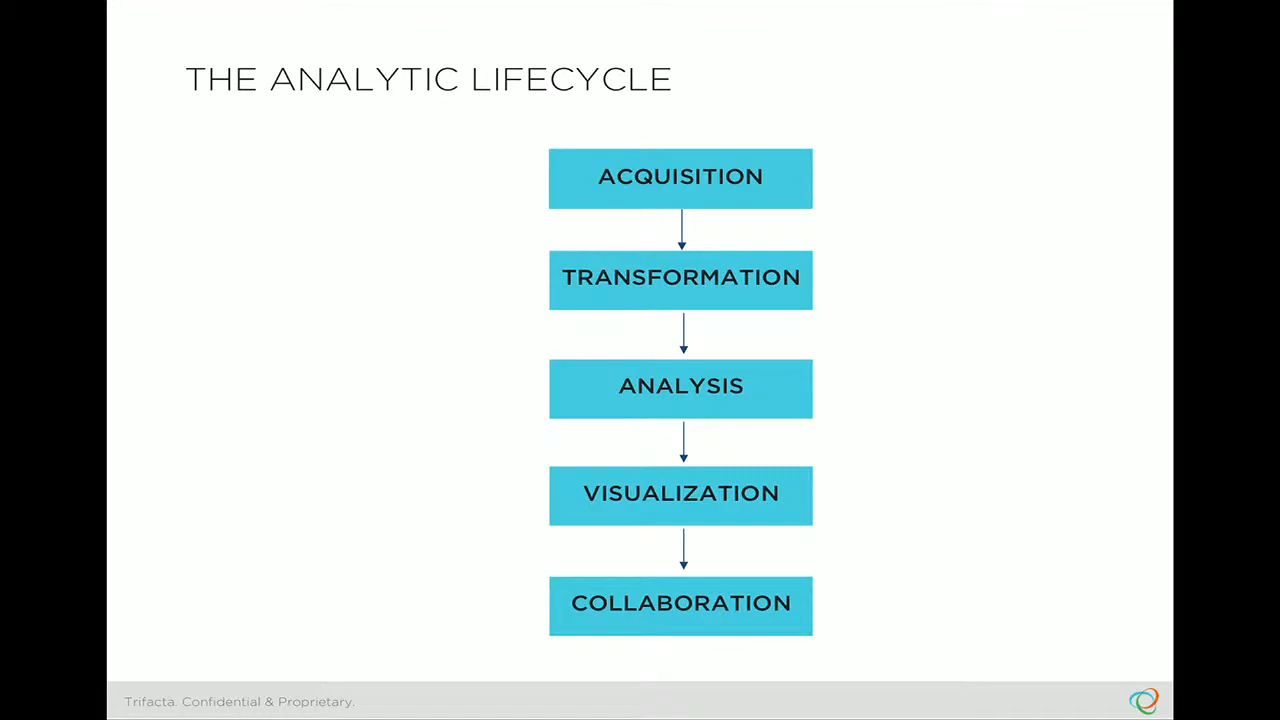 THE ANALYTIC LIFECYCLE
ACQUISITION
TRANSFORMATION
ANALYSIS
VISUALIZATION
COLLABORATION
Trifacta. Confidential & Proprietary.